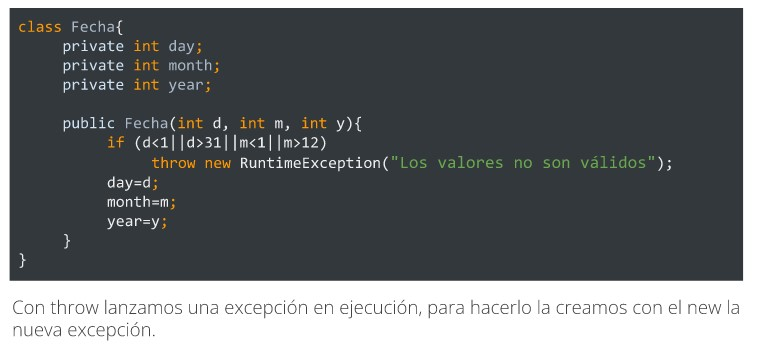 class Fecha{
private int day;
private int month;
private int year;
public Fecha(int d, int m, int y){
if (d<1||d>31||m<1||m>12)
throw new RuntimeException("Los valores no son válidos");
day=d;
month=m;
year=y;
}
}
Con throw lanzamos una excepción en ejecución, para hacerlo la creamos con el new la
nueva excepción.